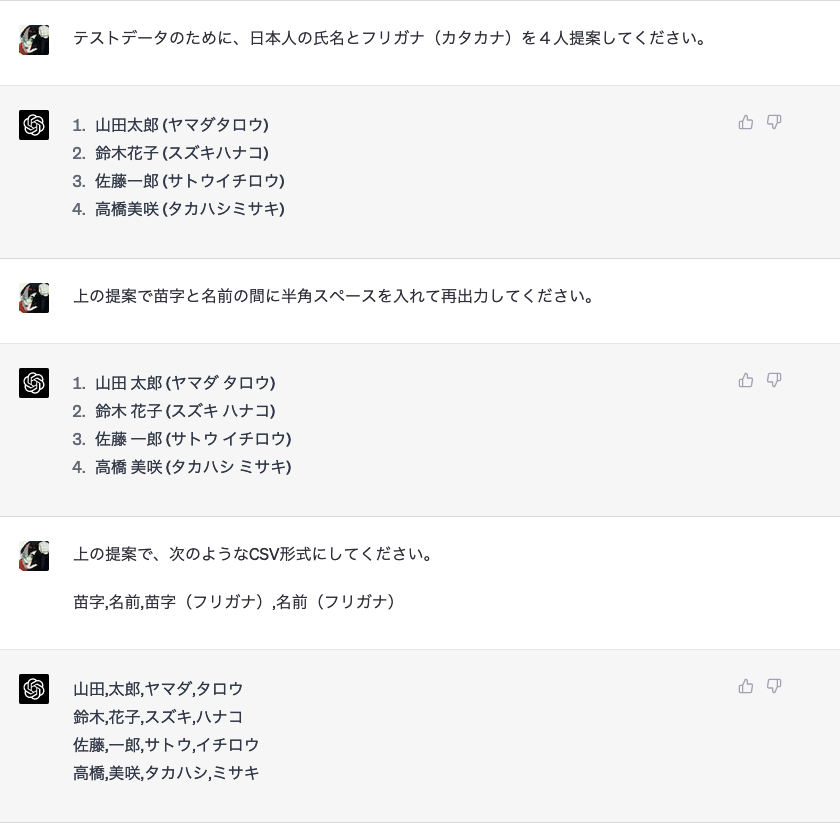 テストデータのために、日本人の氏名とフリガナ（カタカナ）を４人提案してください。
1. 山田太郎 (ヤマダタロウ)
2. 鈴木花子 (スズキハナコ)
3. 佐藤一郎 (サトウイチロウ)
4. 高橋美咲 (タカハシミサキ)
上の提案で苗字と名前の間に半角スペースを入れて再出力してください。
1. 山田 太郎 (ヤマダ タロウ)
2. 鈴木 花子 (スズキ ハナコ)
3. 佐藤 一郎 (サトウ イチロウ)
4. 高橋 美咲 (タカハシ ミサキ)
上の提案で、次のようなCSV形式にしてください。
苗字,名前,苗字（フリガナ）,名前（フリガナ）
山田,太郎,ヤマダ,タロウ
鈴木,花子,スズキ,ハナコ
佐藤,一郎,サトウ,イチロウ
高橋,美咲,タカハシ,ミサキ